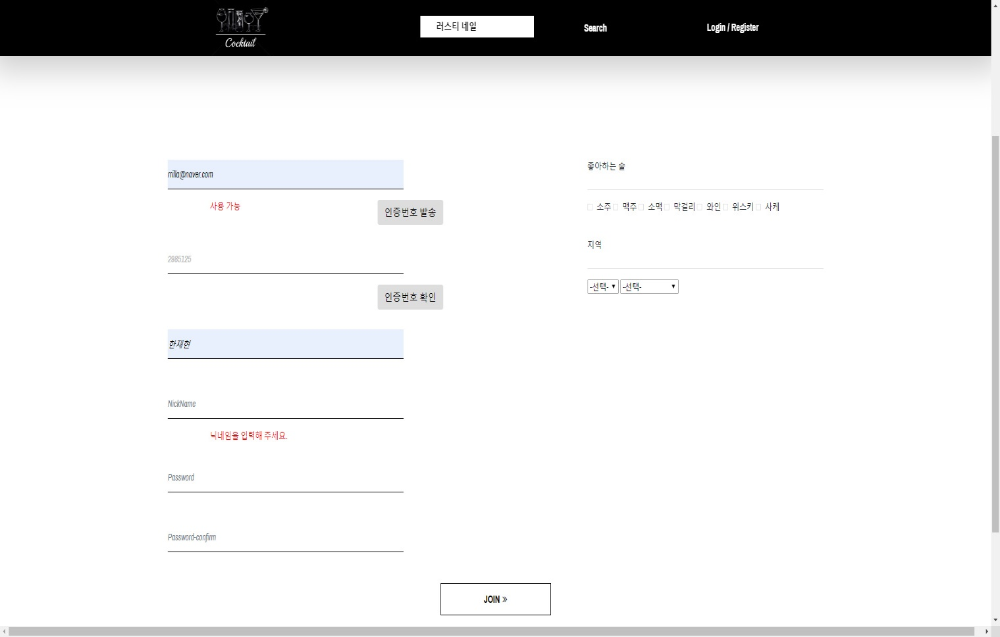 Cocktail
러스티 네일
Search
Login / Register
rrilla@naver.com
사용 가능
인증번호 발송
2985125
인증번호 확인
한재현
NickName
닉네임을 입력해 주세요.
Password
Password-confirm
좋아하는 술
소주 맥주 소맥 막걸리 와인 위스키 사케
지역
-선택- -선택-
JOIN »